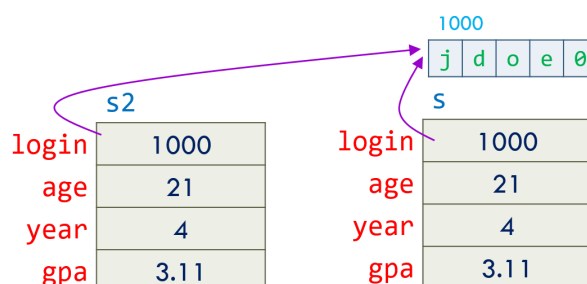 1000
j d o e 0
s2 s
login 1000 login 1000
age 21 age 21
year 4 year 4
gpa 3.11 gpa 3.11